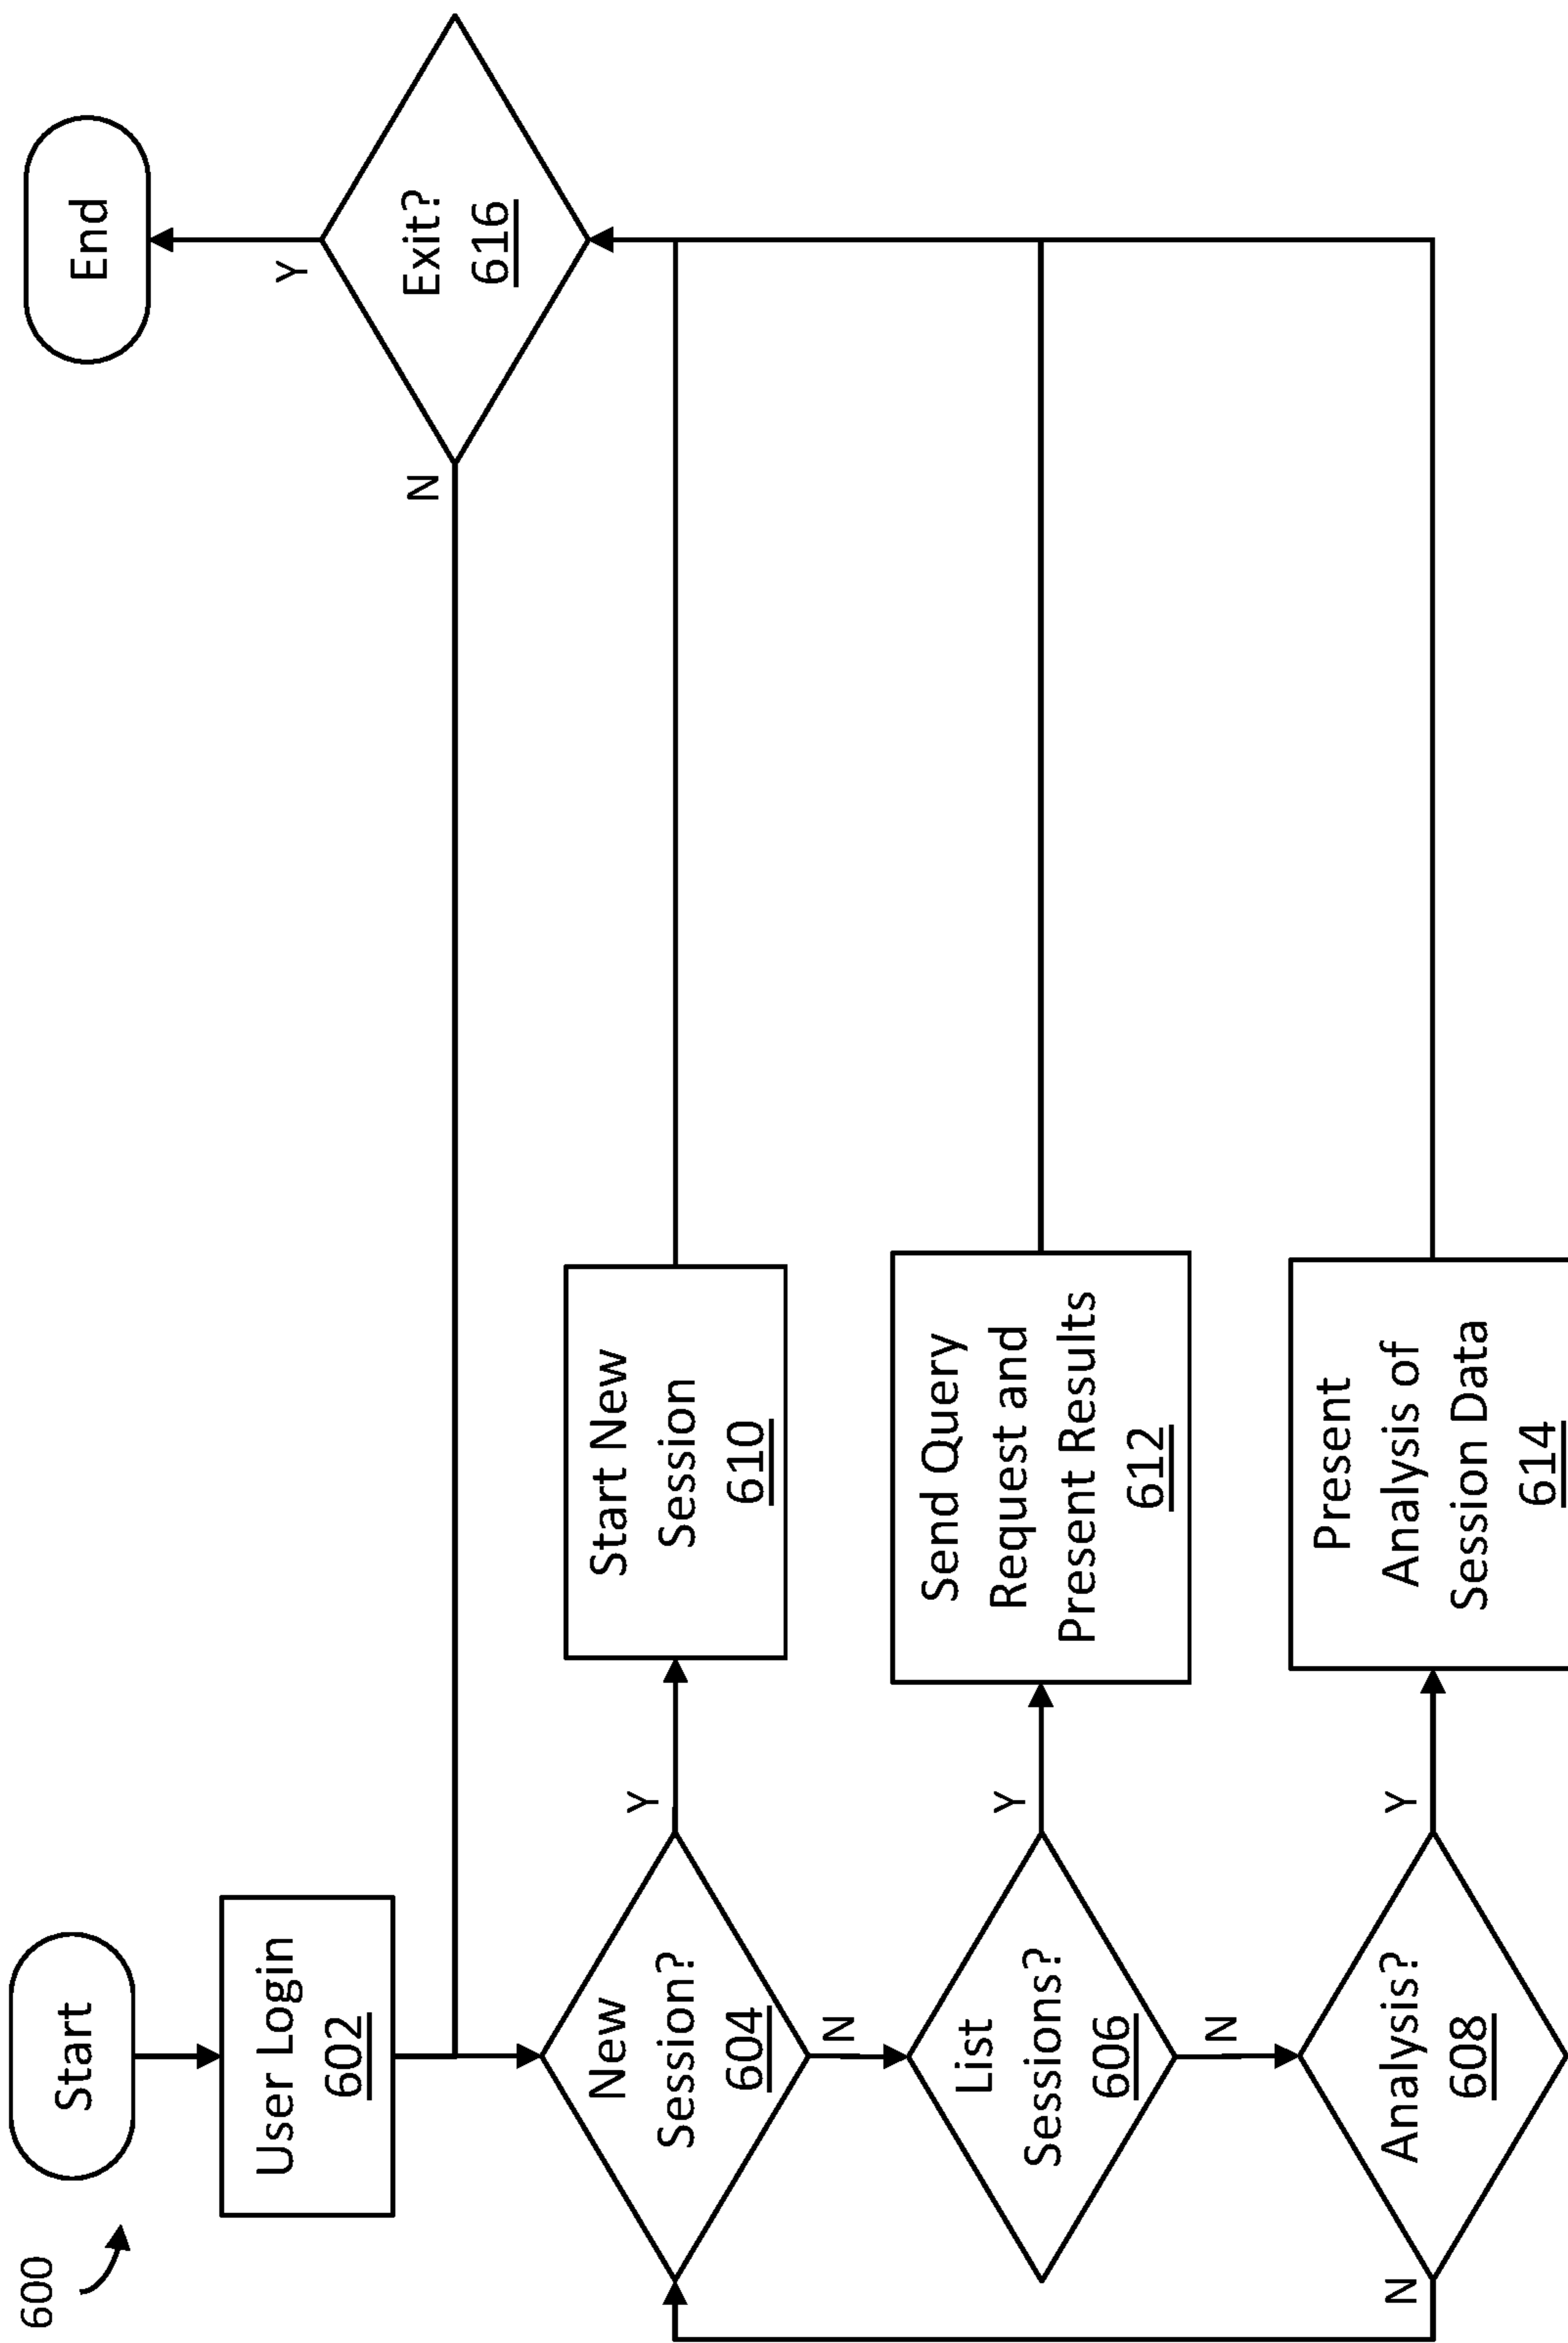 600
Start
User Login
602
New
Session?
604
Y
N
Start New
Session
610
List
Sessions?
606
Y
N
Send Query
Request and
Present Results
612
Analysis?
608
Y
N
Present
Analysis of
Session Data
614
Exit?
616
N
Y
End